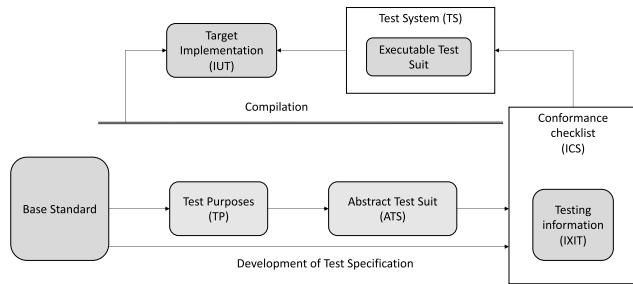 Test System (TS)
Target
Implementation
(IUT)
Executable Test
Suit
Compilation
Conformance
checklist
(ICS)
Base Standard
Test Purposes
(TP)
Abstract Test Suit
(ATS)
Testing
information
(IXIT)
Development of Test Specification